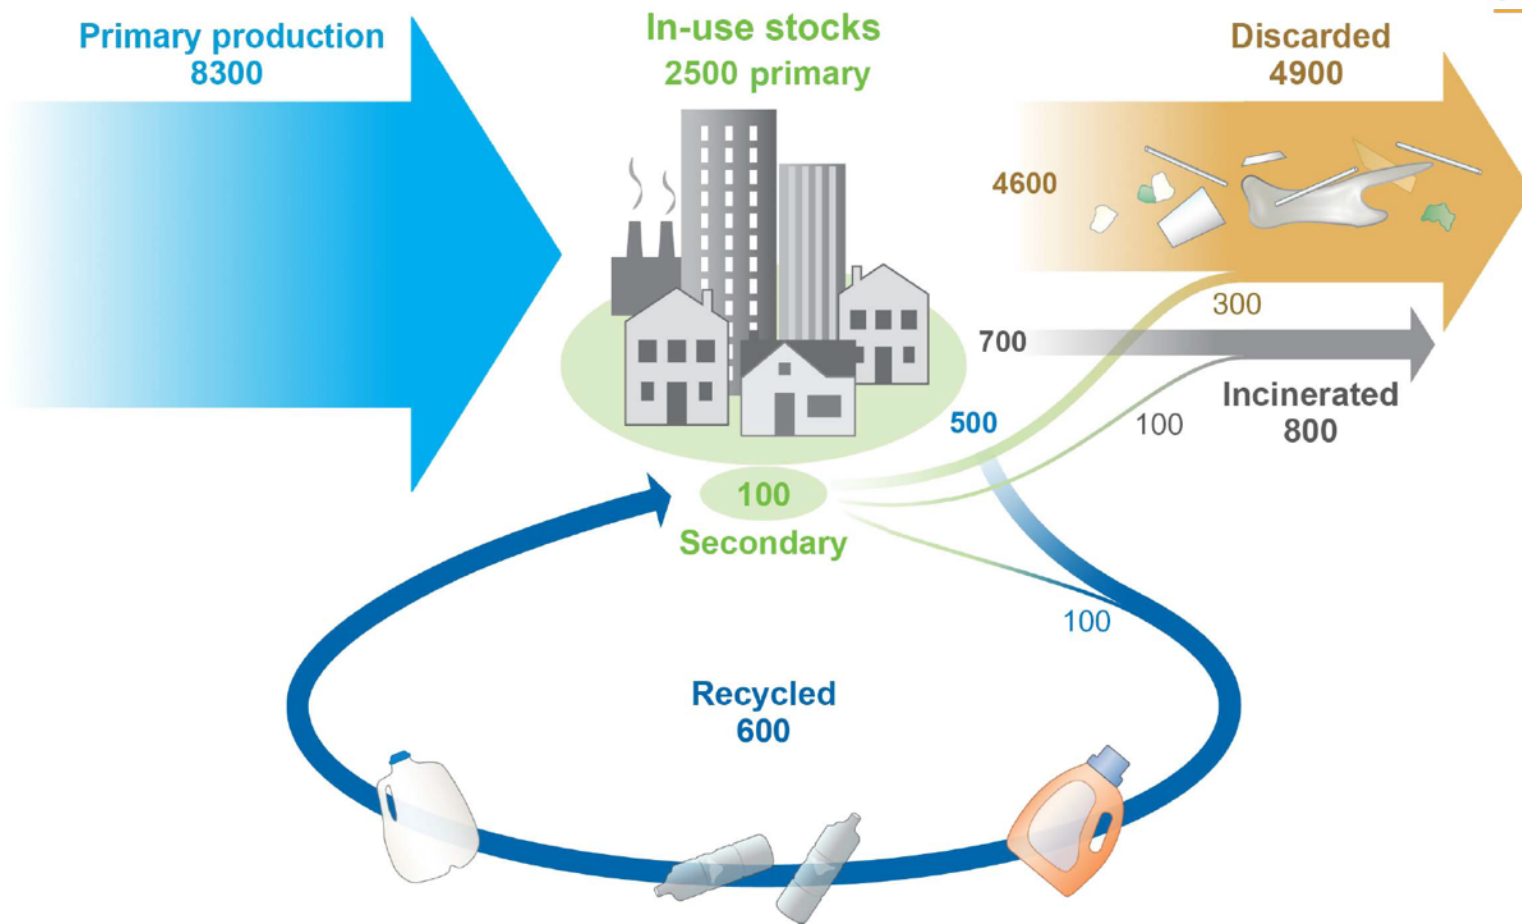 Primary production
8300
In-use stocks
2500 primary
Discarded
4900
4600
300
700
Incinerated
800
500
100
100
Secondary
100
Recycled
600